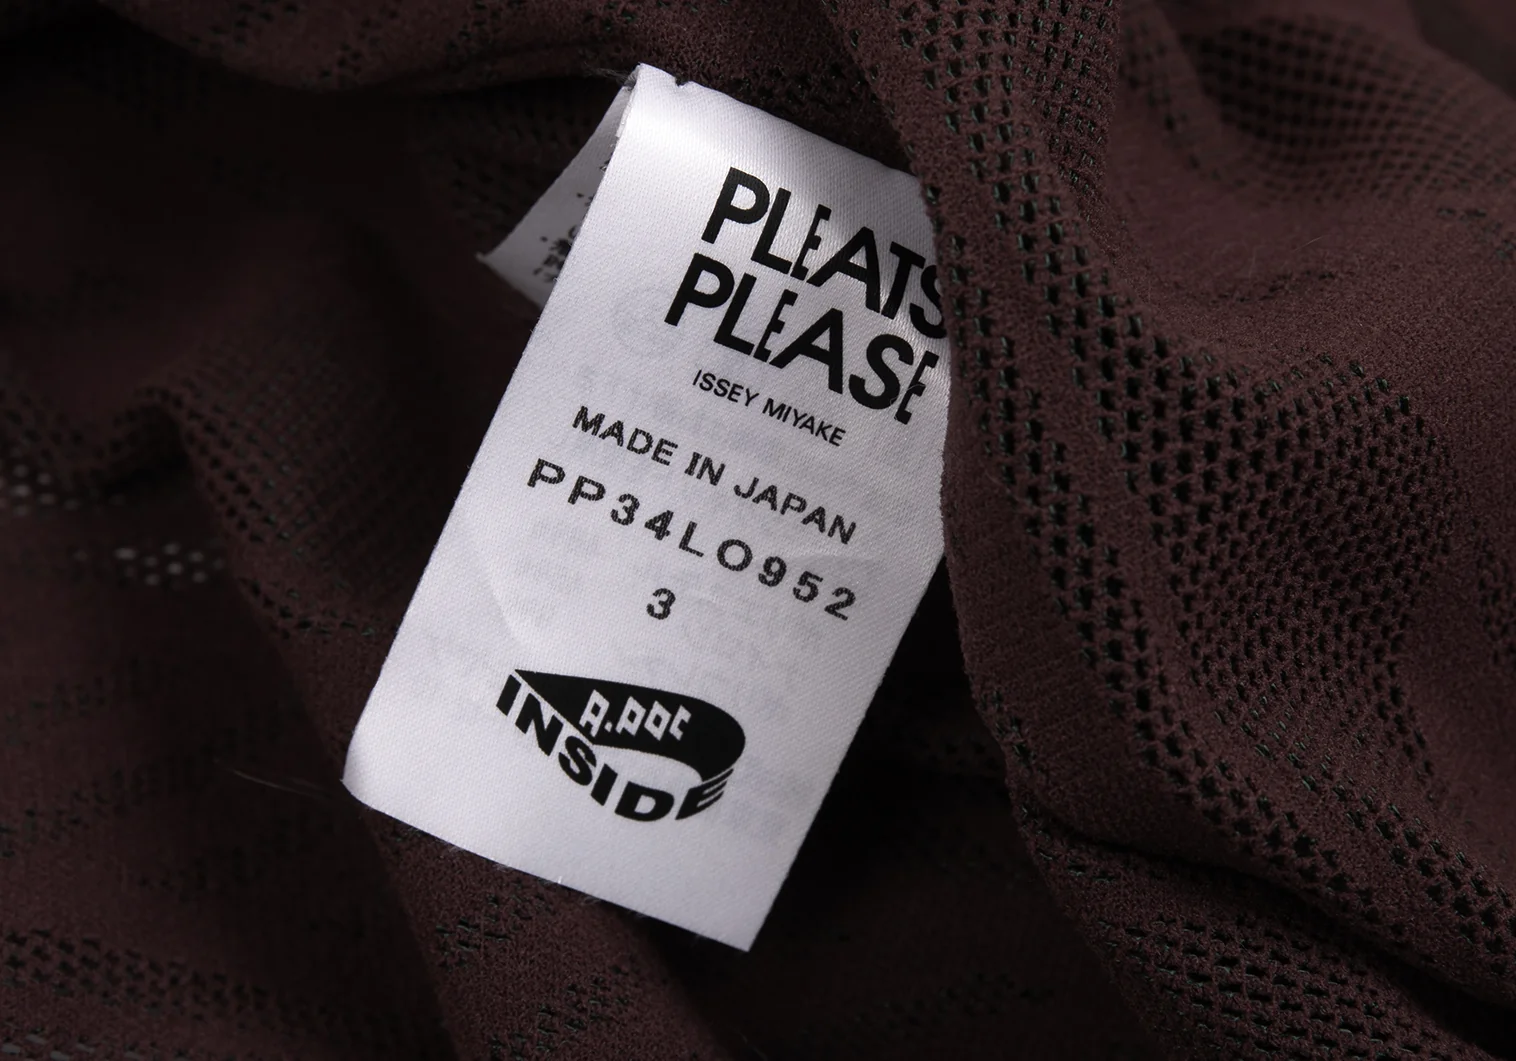 PLEATS
PLEASE
ISSEY MIYAKE
MADE IN JAPAN
PP34LO952
3
A.POC
INSIDE